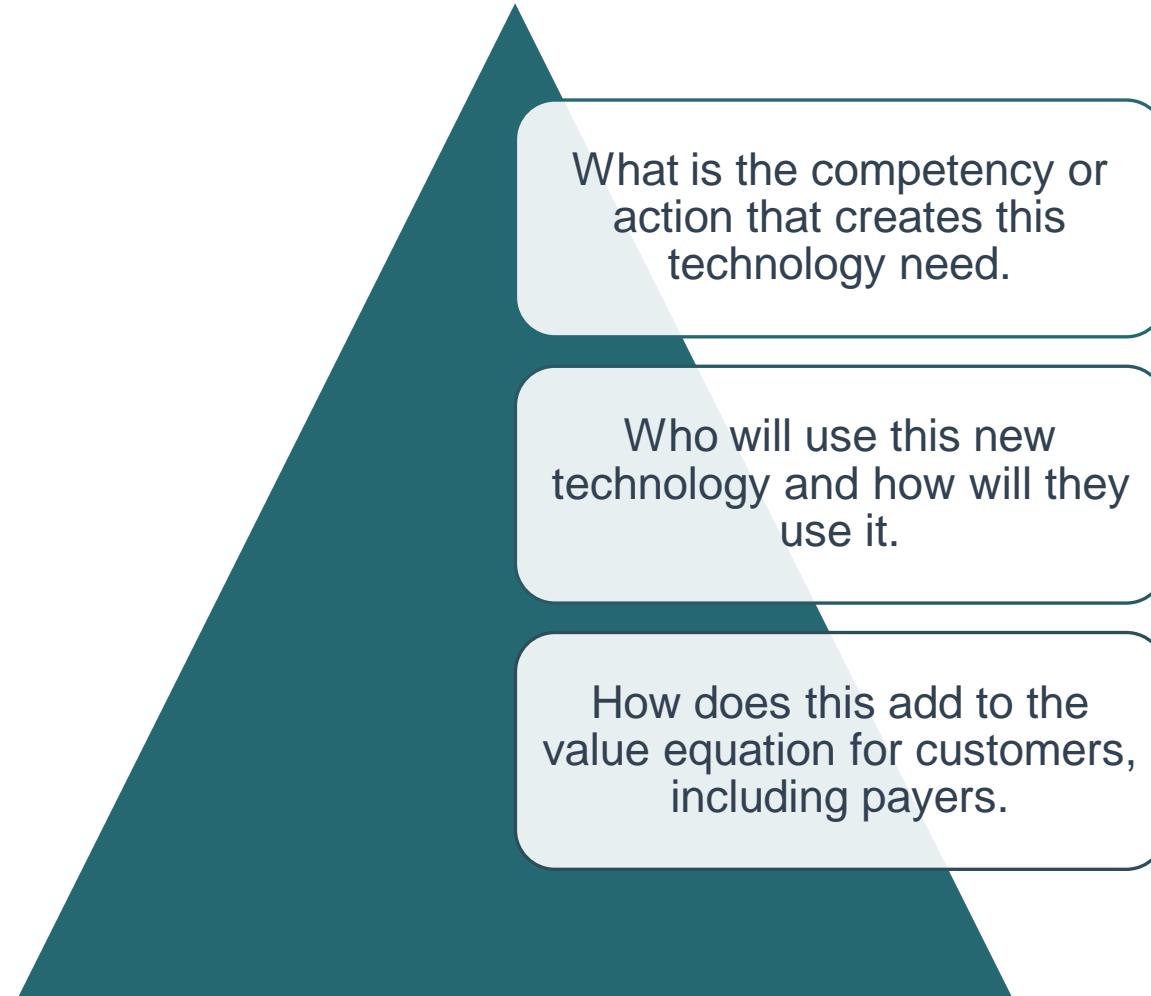 What is the competency or
action that creates this
technology need.
Who will use this new
technology and how will they
use it.
How does this add to the
value equation for customers,
including payers.